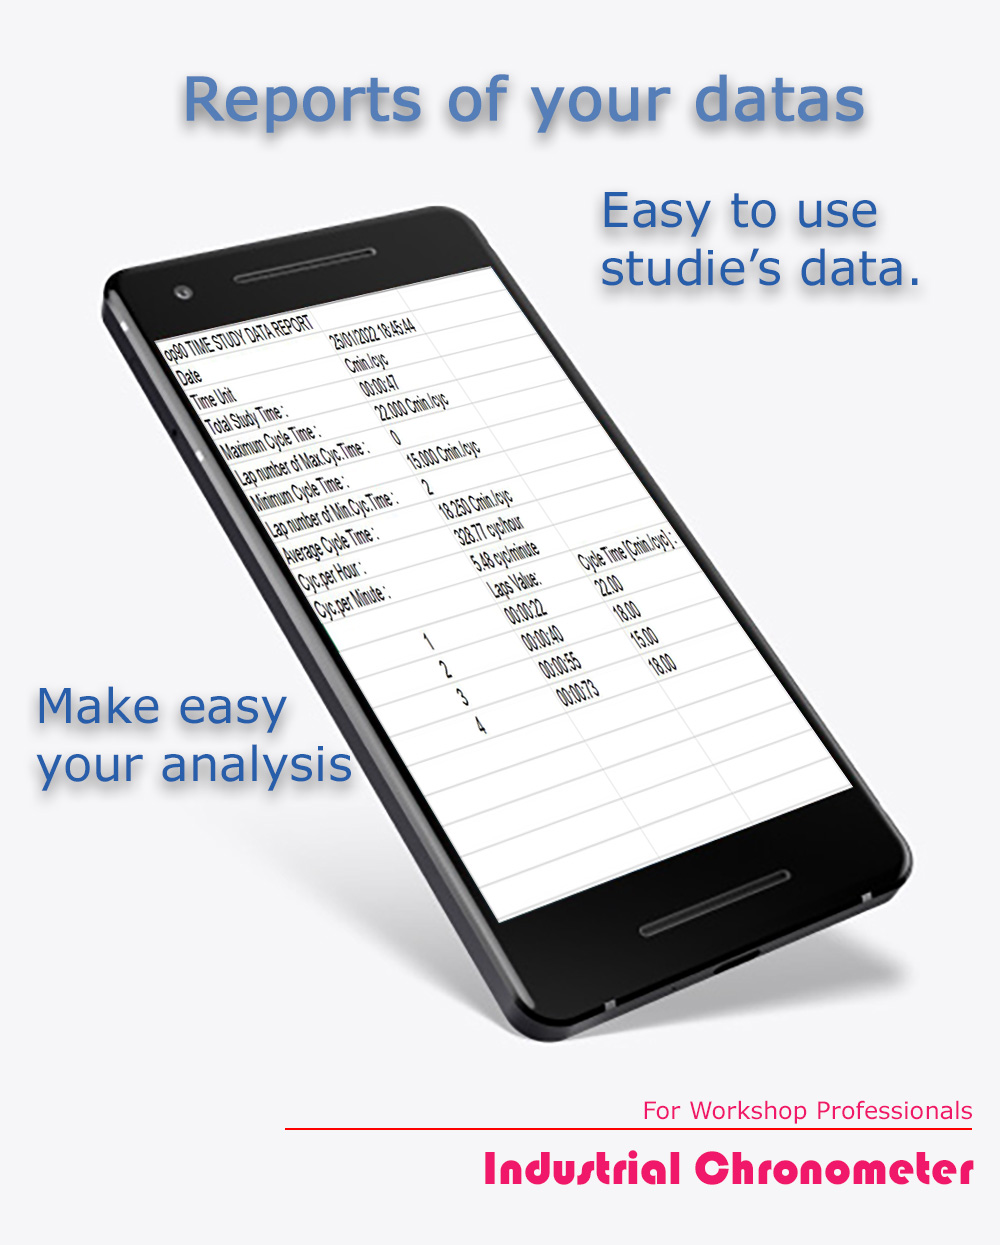 Reports of your datas
Easy to use
studie's data.
op90 TIME STUDY DATA REPORT
Date 25/01/2022 18:45:44
Time Unit Cmin./cyc
Total Study Time : 00:00:47
Maximum Cycle Time : 22.000 Cmin./cyc
Lap number of Max.Cyc.Time : 0
Minimum Cycle Time : 15.000 Cmin./cyc
Lap number of Min.Cyc.Time : 2
Average Cycle Time : 18.250 Cmin./cyc
Cyc.per Hour : 328.77 cyc/hour
Cyc.per Minute : 5.48 cyc/minute
Laps Value: Cycle Time (Cmin./cyc) :
1 00:00:22 22.00
2 00:00:40 18.00
3 00:00:55 15.00
4 00:00:73 18.00
Make easy
your analysis
For Workshop Professionals
Industrial Chronometer